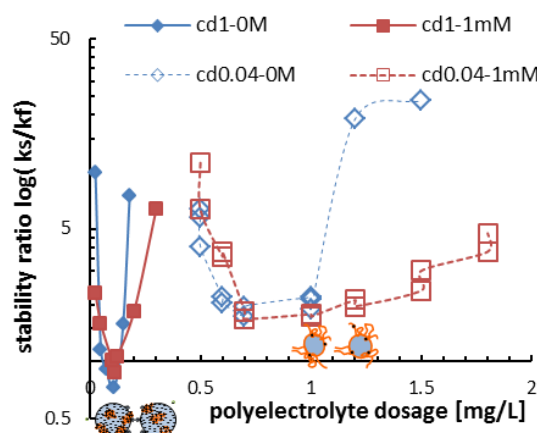 50
cd1-0M
cd1-1mM
cd0.04-0M
cd0.04-1mM
stability ratio log( ks/kf)
5
0.5
0
0.5
1.0
1.5
2
polyelectrolyte dosage [mg/L]